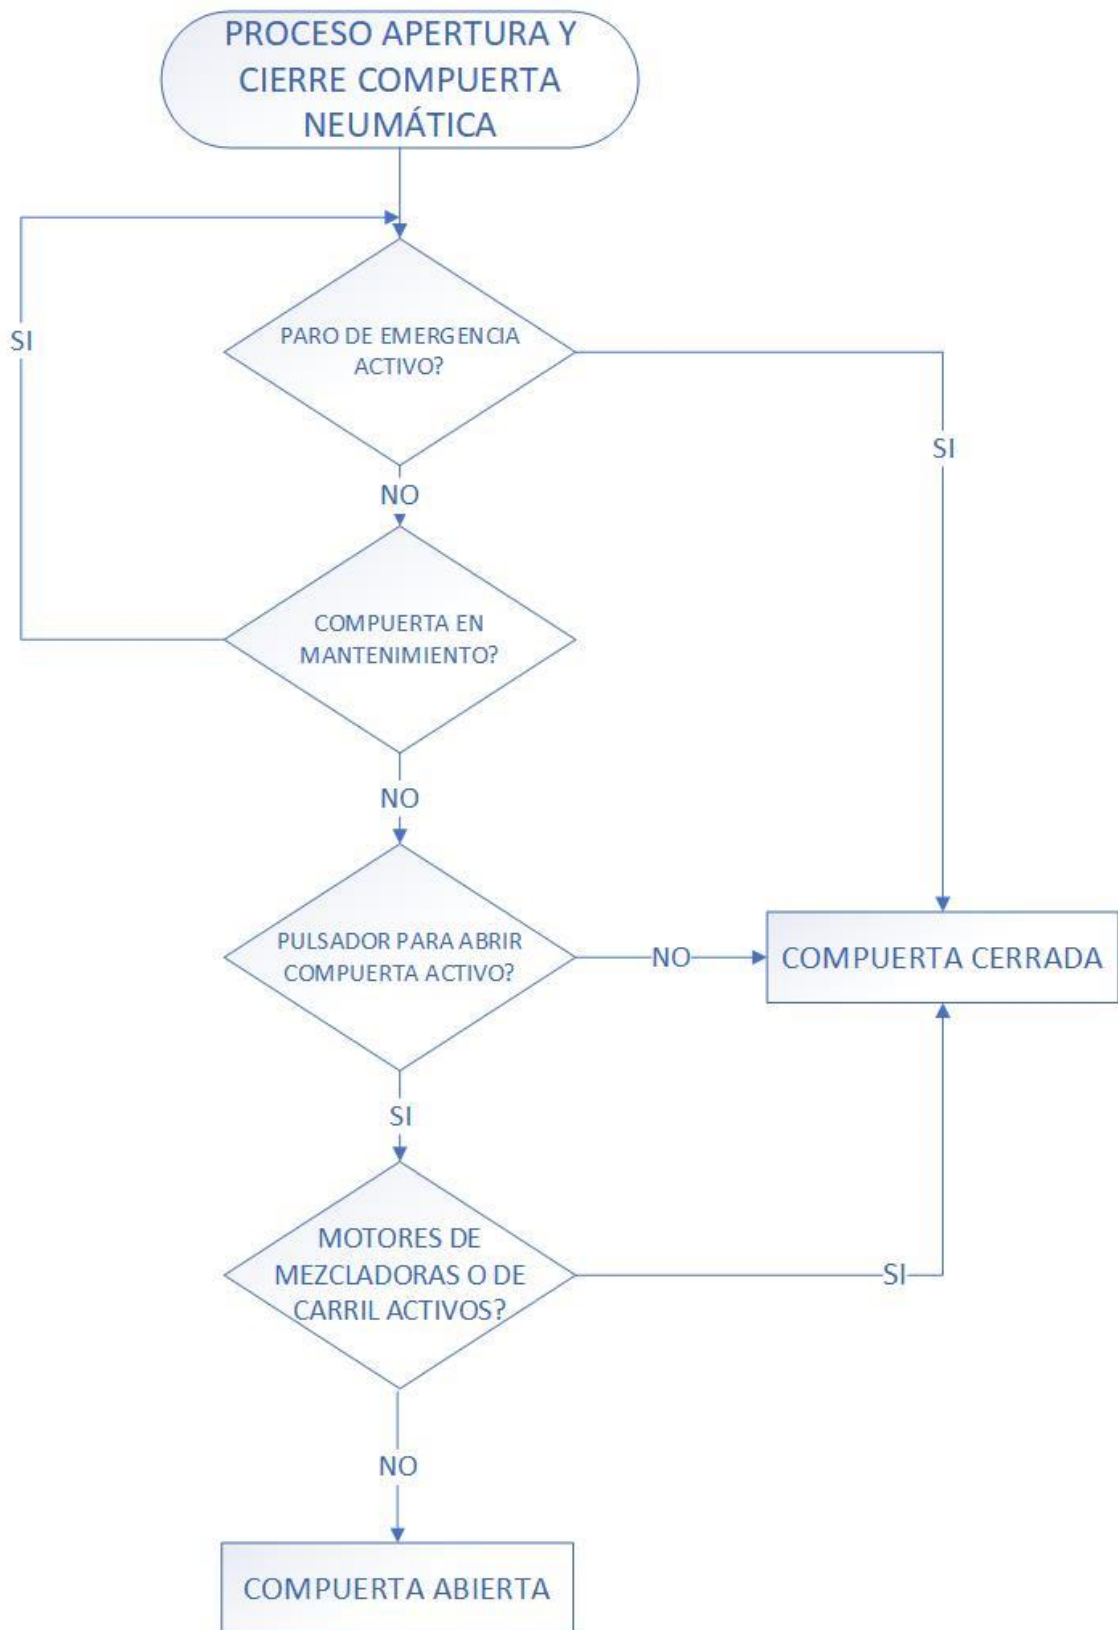 PROCESO APERTURA Y
CIERRE COMPUERTA
NEUMÁTICA
PARO DE EMERGENCIA
ACTIVO?
SI
SI
NO
COMPUERTA EN
MANTENIMIENTO?
NO
PULSADOR PARA ABRIR
COMPUERTA ACTIVO?
NO
COMPUERTA CERRADA
SI
MOTORES DE
MEZCLADORAS O DE
CARRIL ACTIVOS?
SI
NO
COMPUERTA ABIERTA